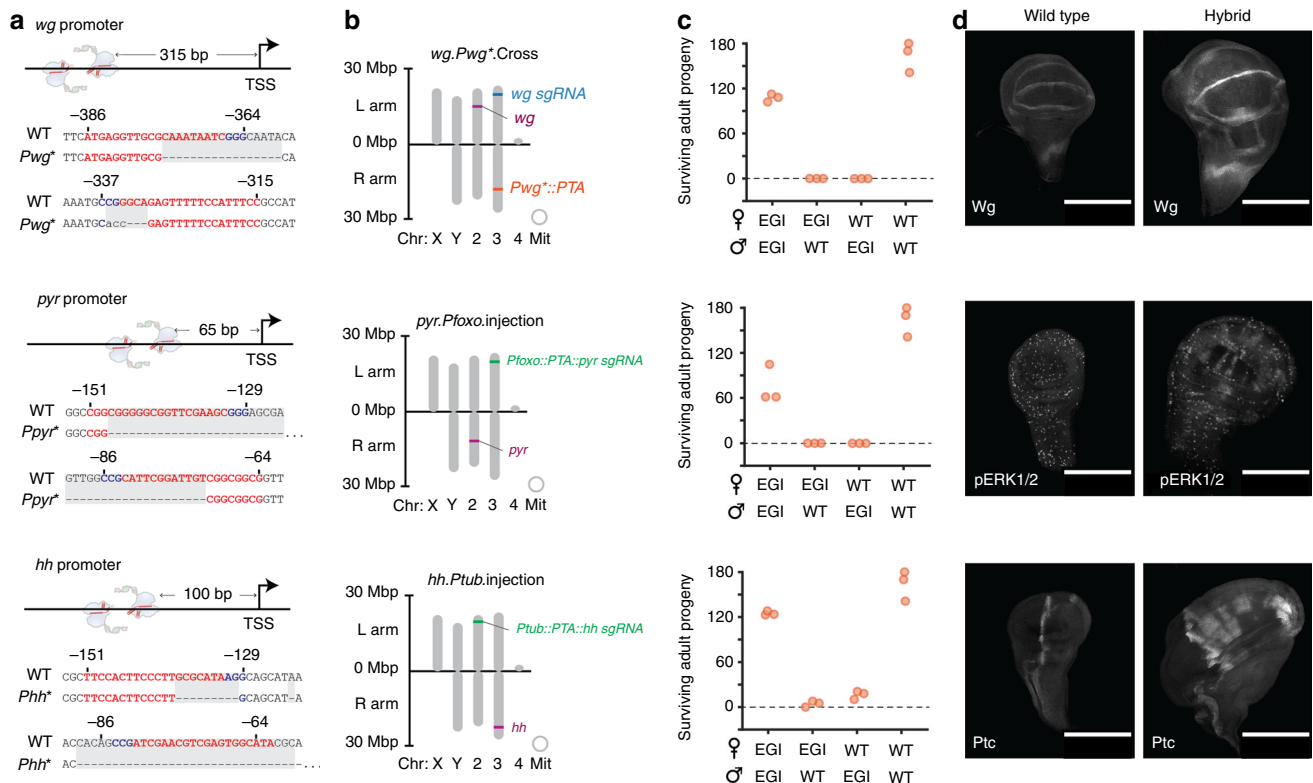 a
wg promoter
315 bp
TSS
−386
−364
WT
TTCATGAGGTTGCGCAAATAATCGGGCAATACA
Pwg*
TTCATGAGGTTGCG----------------CA
−337
−315
WT
AAATGCCGGGCAGAGTTTTTCCATTTCCGCCAT
Pwg*
AAATGCacc---GAGTTTTTCCATTTCCGCCAT
pyr promoter
65 bp
TSS
−151
−129
WT
GGCCGGCGGGGGCGGTTCGAAGCGGGAGCGA
Ppyr*
GGCCGG-------------------------...
−86
−64
WT
GTTGGCCGCATTCGGATTGTCGGCGGCGGTT
Ppyr*
--------------------CGGCGGCGGTT
hh promoter
100 bp
TSS
−151
−129
WT
CGCTTCCACTTCCCTTGCGCATAAGGCAGCATAA
Phh*
CGCTTCCACTTCCCTT---------GCAGCAT-A
−86
−64
WT
ACCACAGCCGATCGAACGTCGAGTGGCATACGCA
Phh*
AC-------------------------------...
b
wg.Pwg*.Cross
30 Mbp
L arm
0 Mbp
R arm
30 Mbp
wg sgRNA
wg
Pwg*::PTA
Chr: X Y 2 3 4 Mit
pyr.Pfoxo.injection
30 Mbp
L arm
0 Mbp
R arm
30 Mbp
Pfoxo::PTA::pyr sgRNA
pyr
Chr: X Y 2 3 4 Mit
hh.Ptub.injection
30 Mbp
L arm
0 Mbp
R arm
30 Mbp
Ptub::PTA::hh sgRNA
hh
Chr: X Y 2 3 4 Mit
c
Surviving adult progeny
180
120
60
0
♀ EGI EGI WT WT
♂ EGI WT EGI WT
Surviving adult progeny
180
120
60
0
♀ EGI EGI WT WT
♂ EGI WT EGI WT
Surviving adult progeny
180
120
60
0
♀ EGI EGI WT WT
♂ EGI WT EGI WT
d
Wild type
Hybrid
Wg
Wg
pERK1/2
pERK1/2
Ptc
Ptc